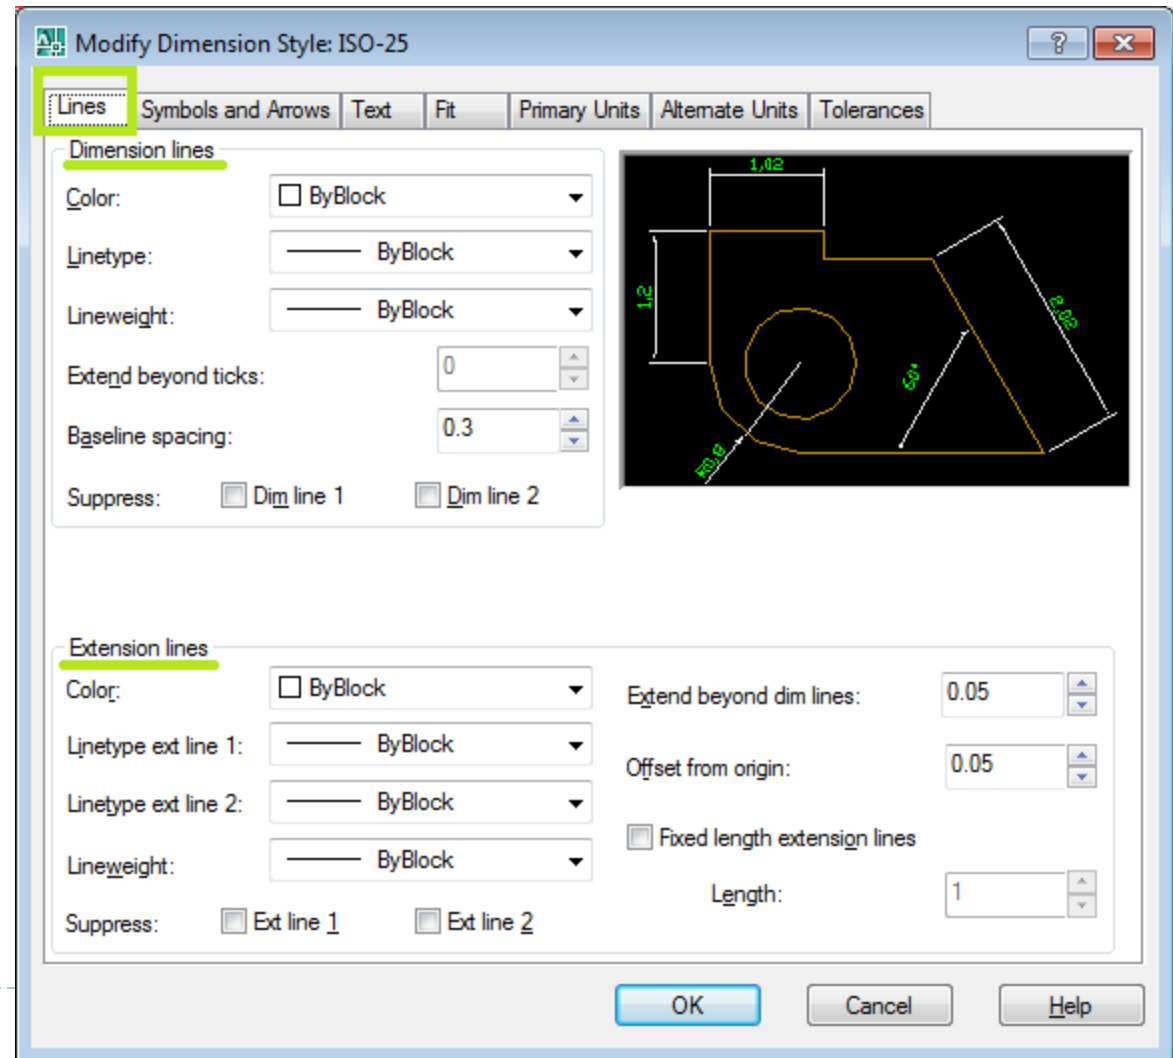 Modify Dimension Style: ISO-25
Lines Symbols and Arrows Text Fit Primary Units Alternate Units Tolerances
Dimension lines
Color: ByBlock
Linetype: ByBlock
Lineweight: ByBlock
Extend beyond ticks: 0
Baseline spacing: 0.3
Suppress: Dim line 1 Dim line 2
1,02
1,2
2,02
60°
R0,8
Extension lines
Color: ByBlock
Linetype ext line 1: ByBlock
Linetype ext line 2: ByBlock
Lineweight: ByBlock
Suppress: Ext line 1 Ext line 2
Extend beyond dim lines: 0.05
Offset from origin: 0.05
Fixed length extension lines
Length: 1
OK Cancel Help